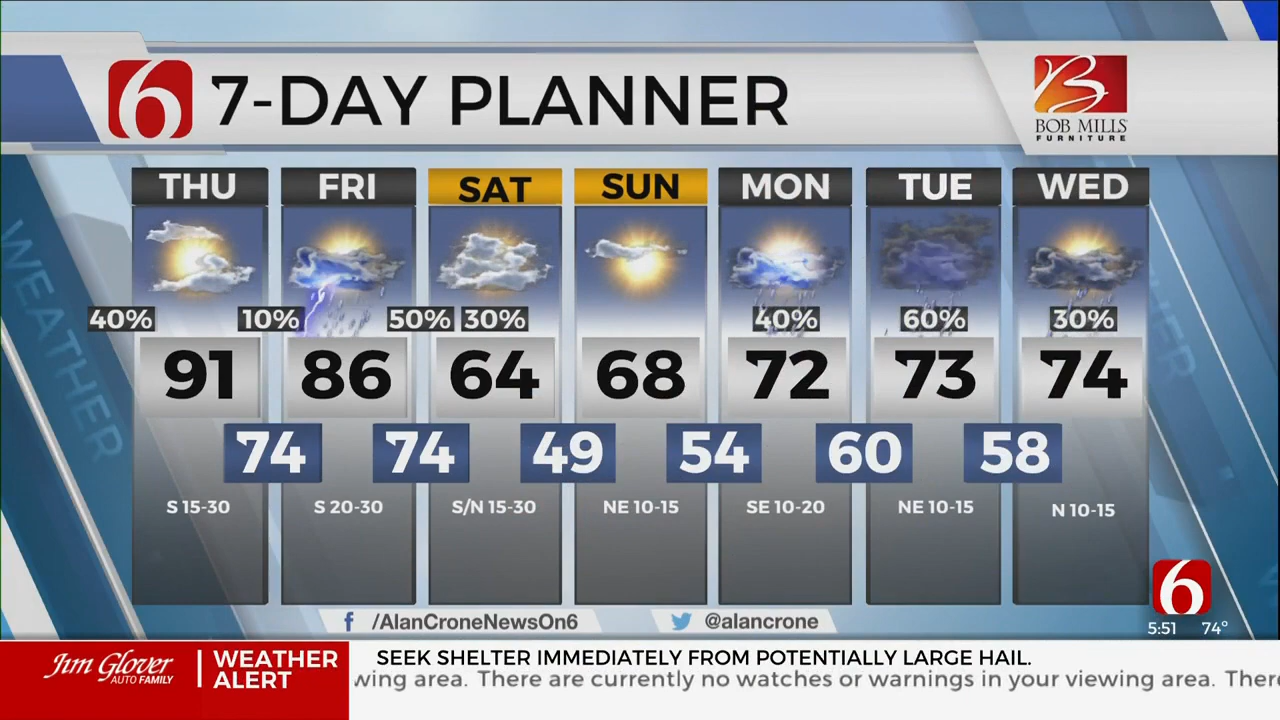 6 7-DAY PLANNER
B
BOB MILLS
FURNITURE
THU FRI SAT SUN MON TUE WED
40% 10% 50% 30% 40% 60% 30%
91 86 64 68 72 73 74
74 74 49 54 60 58
S 15-30 S 20-30 S/N 15-30 NE 10-15 SE 10-20 NE 10-15 N 10-15
WEATHER
6
f /AlanCroneNewsOn6 @alancrone
5:51 74°
Jim Glover
AUTO FAMILY
WEATHER
ALERT
SEEK SHELTER IMMEDIATELY FROM POTENTIALLY LARGE HAIL.
wing area. There are currently no watches or warnings in your viewing area. There